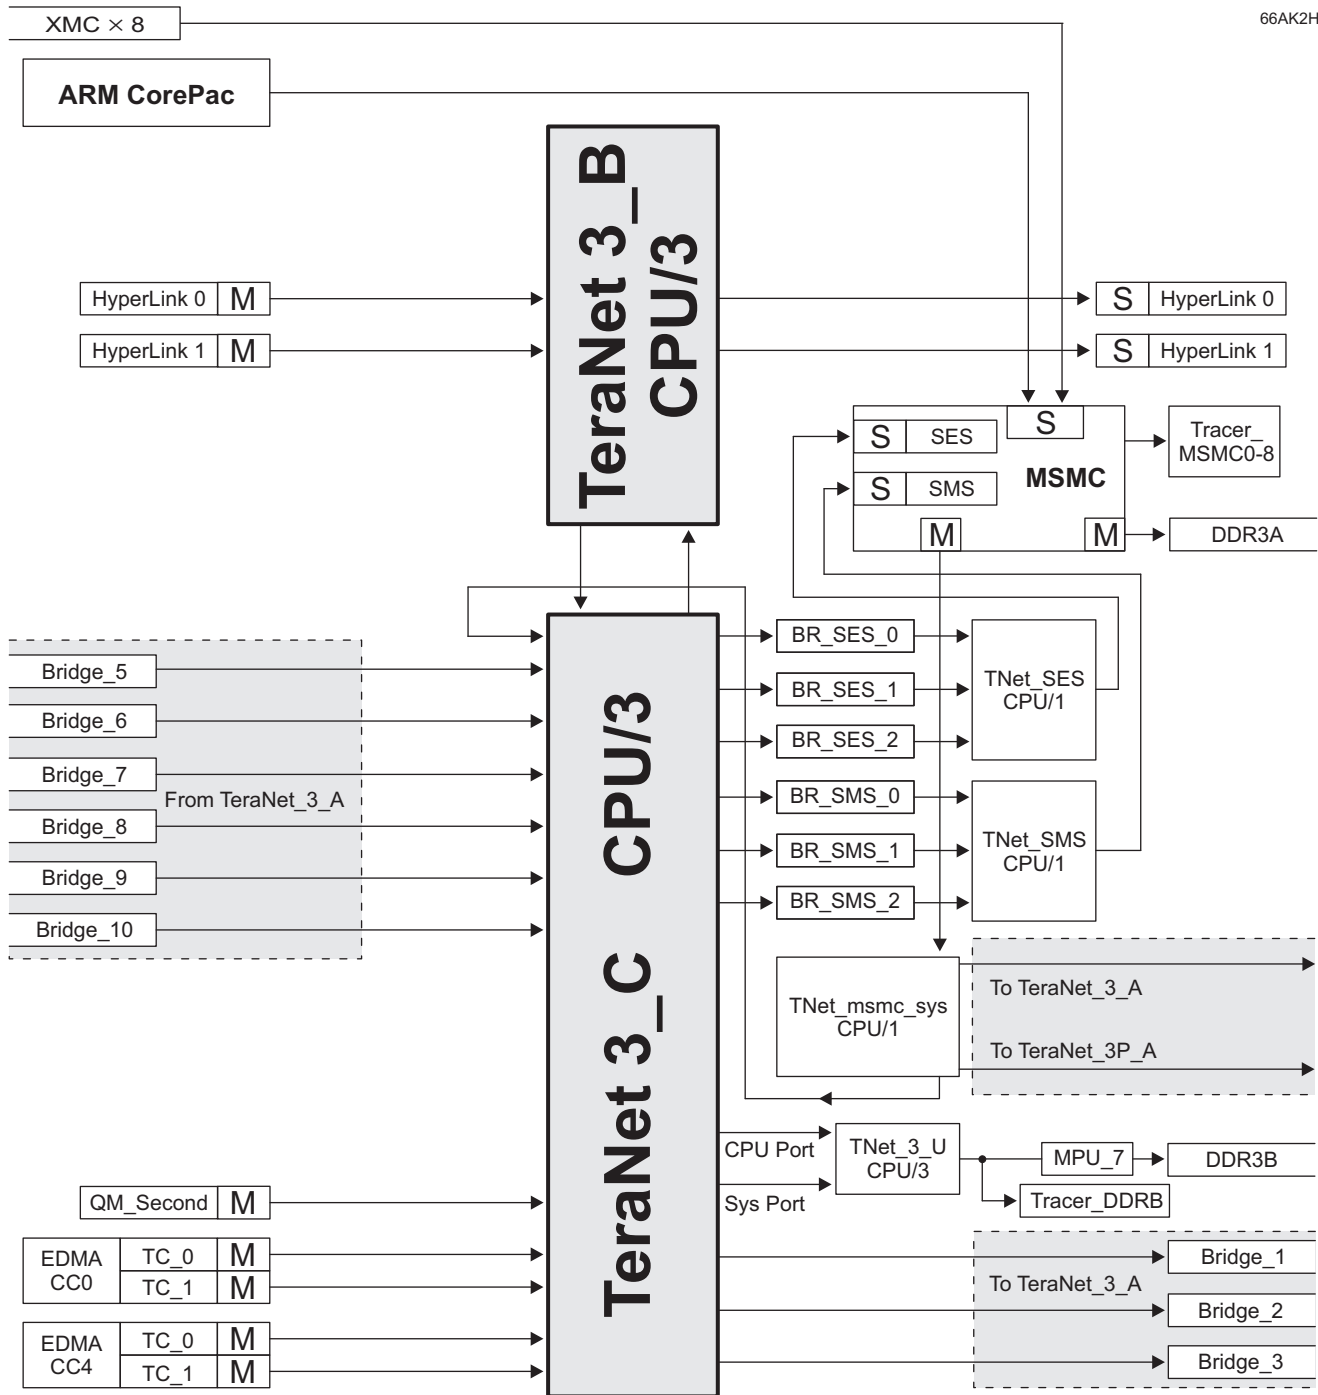 XMC × 8
66AK2H
ARM CorePac
TeraNet 3_B
CPU/3
HyperLink 0 M
S HyperLink 0
HyperLink 1 M
S HyperLink 1
S
S SES
Tracer_
MSMC0-8
MSMC
S SMS
M
M
DDR3A
BR_SES_0
Bridge_5
TNet_SES
CPU/1
BR_SES_1
Bridge_6
BR_SES_2
Bridge_7
BR_SMS_0
From TeraNet_3_A
Bridge_8
TNet_SMS
CPU/1
BR_SMS_1
Bridge_9
BR_SMS_2
Bridge_10
TeraNet 3_C CPU/3
To TeraNet_3_A
TNet_msmc_sys
CPU/1
To TeraNet_3P_A
CPU Port
TNet_3_U
CPU/3
MPU_7
DDR3B
Sys Port
Tracer_DDRB
QM_Second M
EDMA
CC0
TC_0 M
TC_1 M
Bridge_1
To TeraNet_3_A
Bridge_2
EDMA
CC4
TC_0 M
TC_1 M
Bridge_3